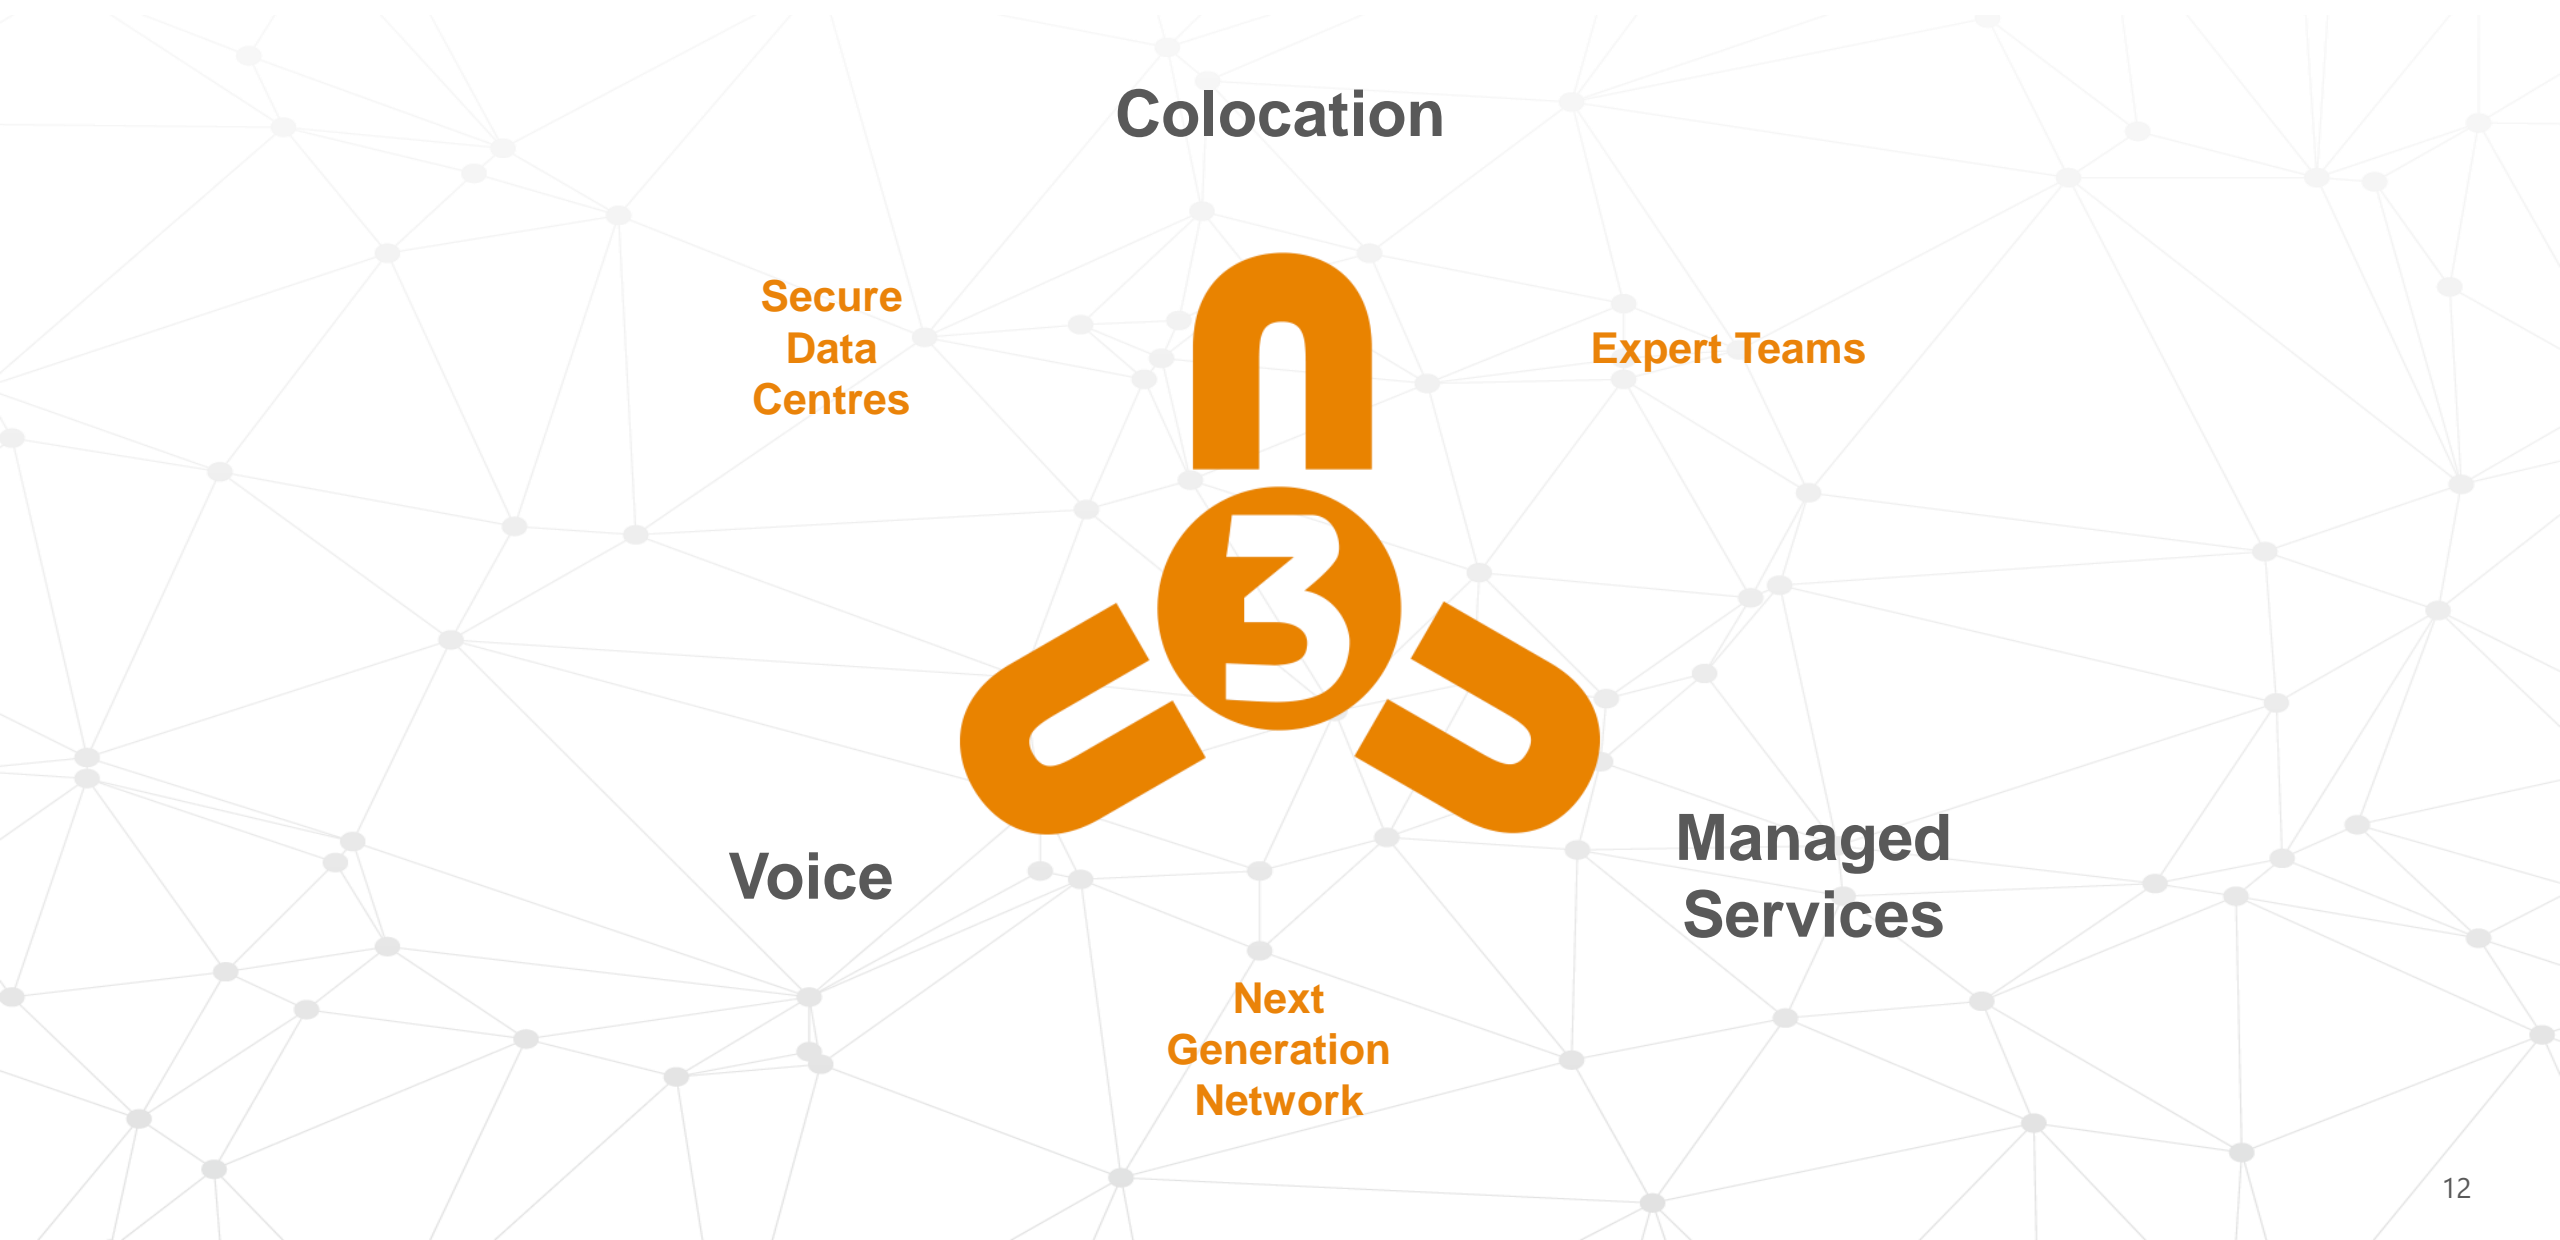 Colocation
Secure
Data
Centres
Expert Teams
3
Voice
Managed
Services
Next
Generation
Network
12